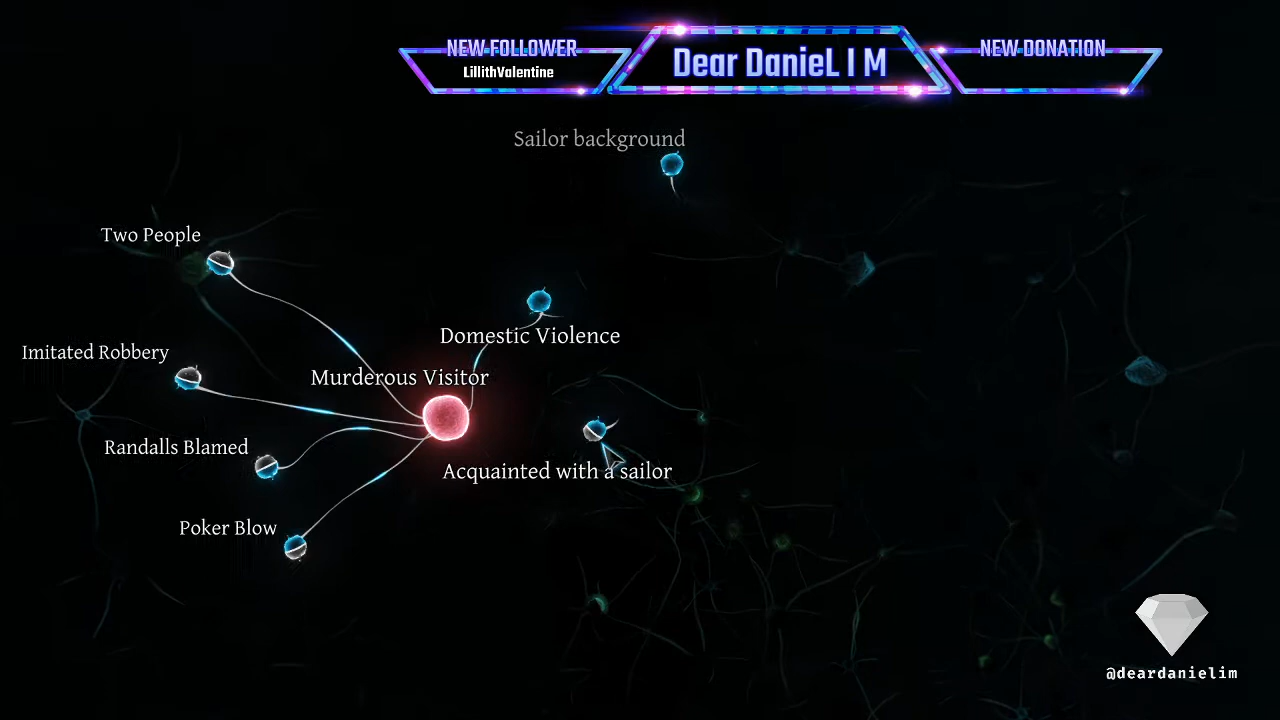 NEW FOLLOWER
LillithValentine
Dear DanieL I M
NEW DONATION
Sailor background
Two People
Domestic Violence
Imitated Robbery
Murderous Visitor
Randalls Blamed
Acquainted with a sailor
Poker Blow
@deardanielim